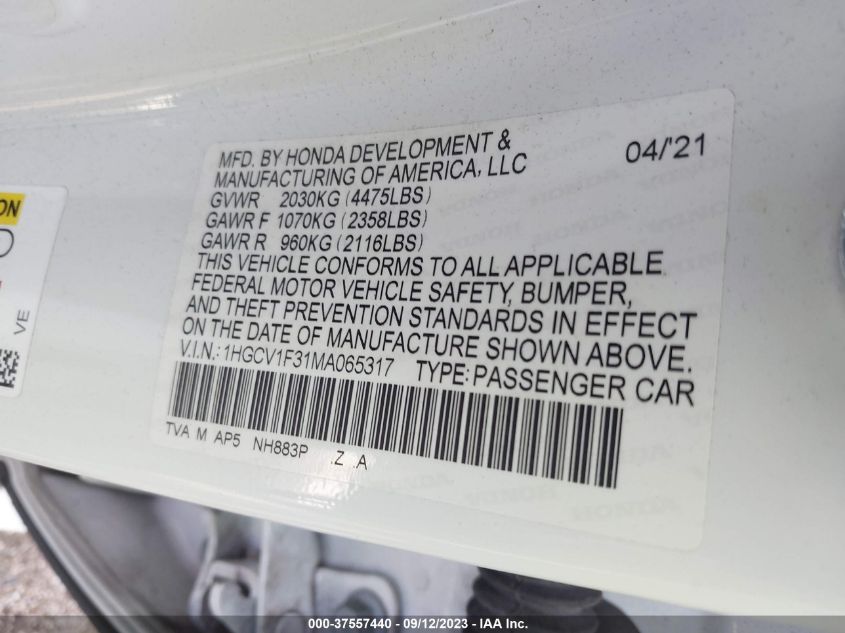 MFD. BY HONDA DEVELOPMENT & 04/'21
MANUFACTURING OF AMERICA, LLC
GVWR 2030KG (4475LBS)
GAWR F 1070KG (2358LBS)
GAWR R 960KG (2116LBS)
THIS VEHICLE CONFORMS TO ALL APPLICABLE
FEDERAL MOTOR VEHICLE SAFETY, BUMPER,
AND THEFT PREVENTION STANDARDS IN EFFECT
ON THE DATE OF MANUFACTURE SHOWN ABOVE.
V.I.N.: 1HGCV1F31MA065317 TYPE: PASSENGER CAR
TVA M AP5 NH883P .Z .A
VE
000-37557440 - 09/12/2023 - IAA Inc.